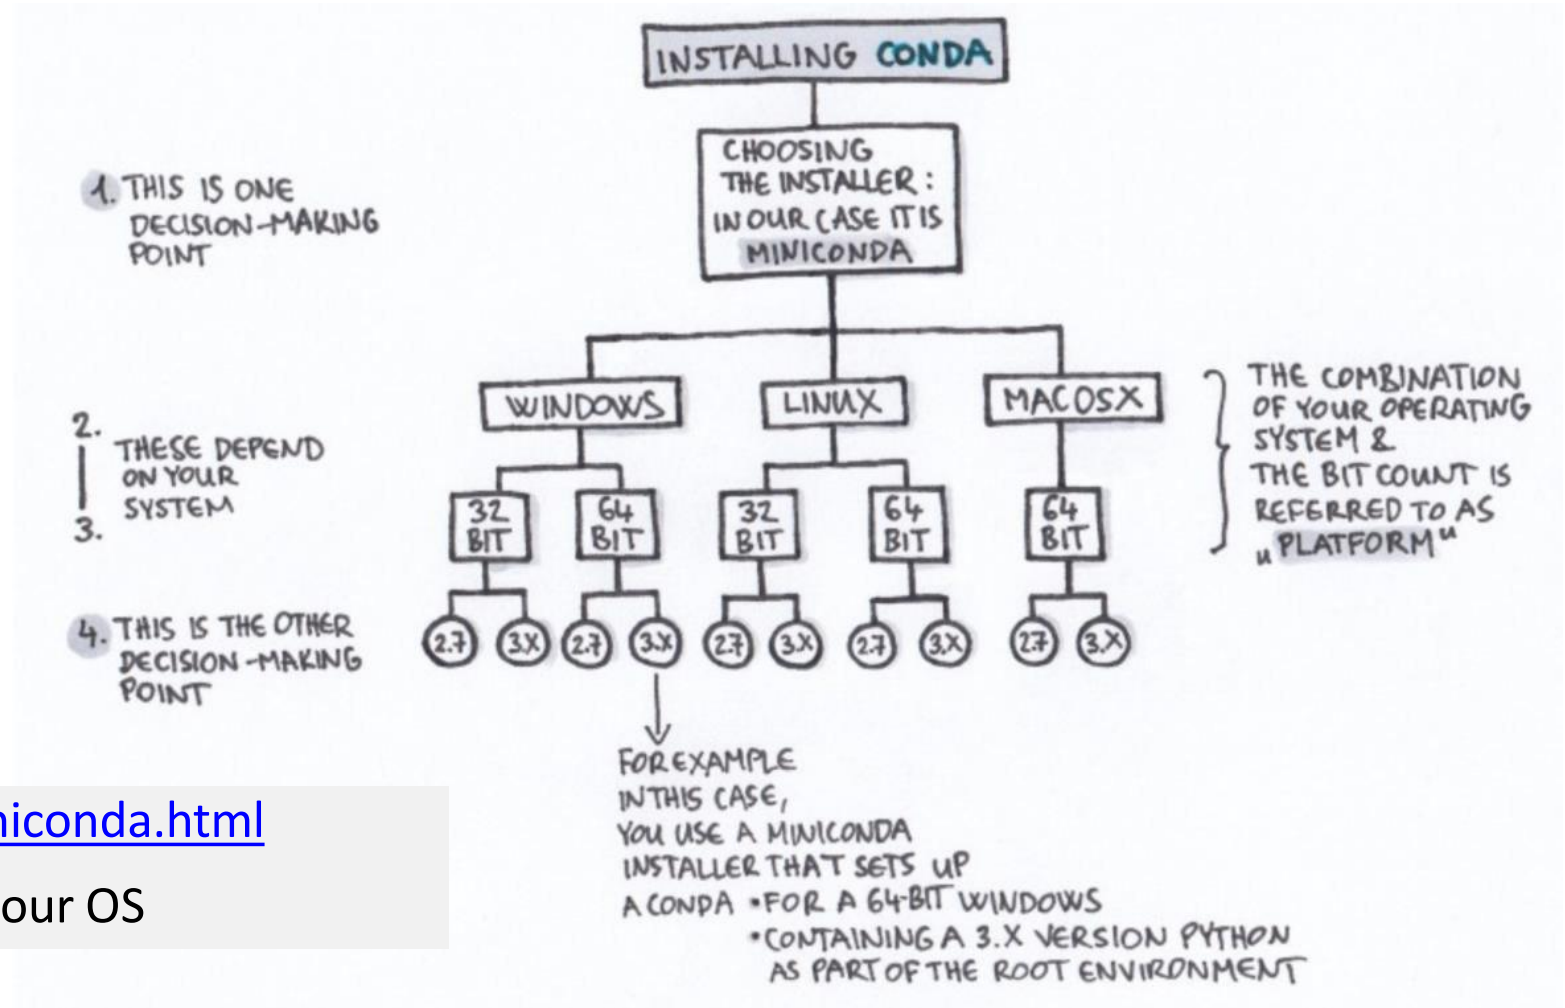 INSTALLING CONDA
CHOOSING
THE INSTALLER:
IN OUR CASE IT IS
MINICONDA
1. THIS IS ONE
DECISION-MAKING
POINT
WINDOWS
LINUX
MACOSX
2.
3.
THESE DEPEND
ON YOUR
SYSTEM
32
BIT
64
BIT
32
BIT
64
BIT
64
BIT
THE COMBINATION
OF YOUR OPERATING
SYSTEM &
THE BIT COUNT IS
REFERRED TO AS
„PLATFORM"
4. THIS IS THE OTHER
DECISION-MAKING
POINT
2.7 3.X 2.7 3.X 2.7 3.X 2.7 3.X 2.7 3.X
FOR EXAMPLE
IN THIS CASE,
YOU USE A MINICONDA
INSTALLER THAT SETS UP
A CONDA • FOR A 64-BIT WINDOWS
• CONTAINING A 3.X VERSION PYTHON
AS PART OF THE ROOT ENVIRONMENT
niconda.html
our OS